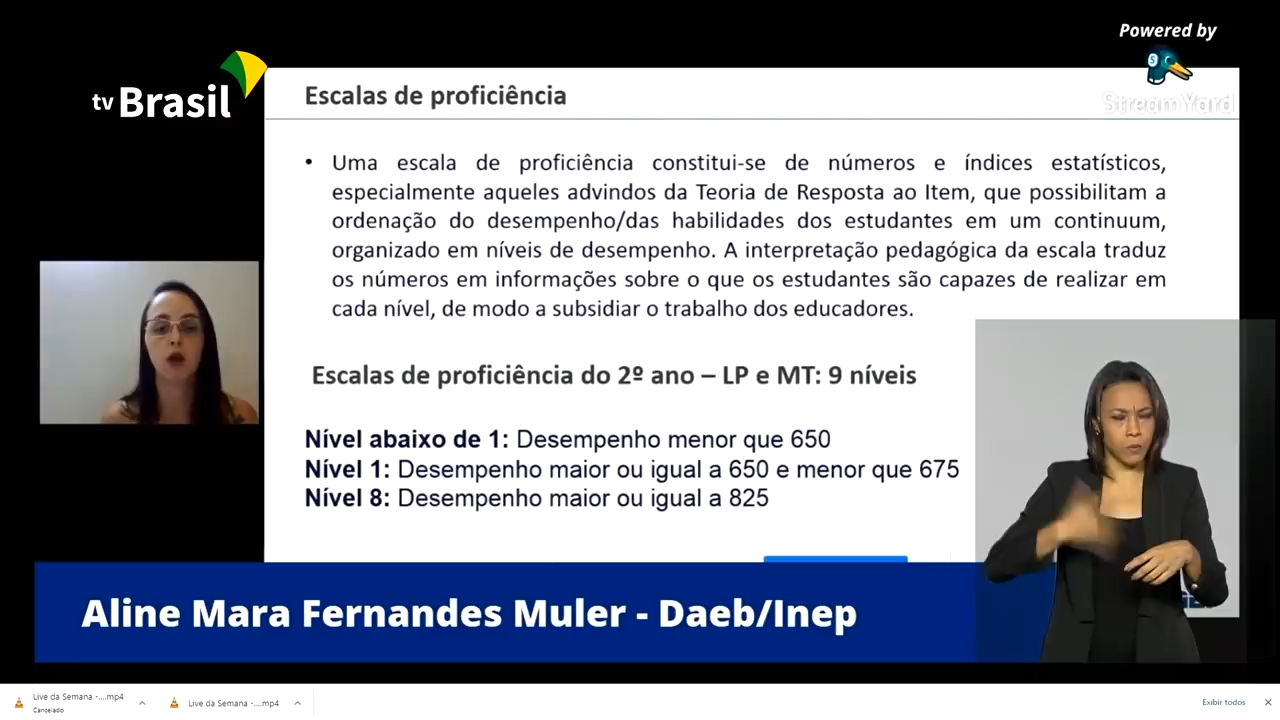 Powered by
StreamYard
tv Brasil
Escalas de proficiência
• Uma escala de proficiência constitui-se de números e índices estatísticos,
especialmente aqueles advindos da Teoria de Resposta ao Item, que possibilitam a
ordenação do desempenho/das habilidades dos estudantes em um continuum,
organizado em níveis de desempenho. A interpretação pedagógica da escala traduz
os números em informações sobre o que os estudantes são capazes de realizar em
cada nível, de modo a subsidiar o trabalho dos educadores.
Escalas de proficiência do 2º ano – LP e MT: 9 níveis
Nível abaixo de 1: Desempenho menor que 650
Nível 1: Desempenho maior ou igual a 650 e menor que 675
Nível 8: Desempenho maior ou igual a 825
Aline Mara Fernandes Muler - Daeb/Inep
Live da Semana -....mp4
Cancelado
Live da Semana -....mp4
Exibir todos